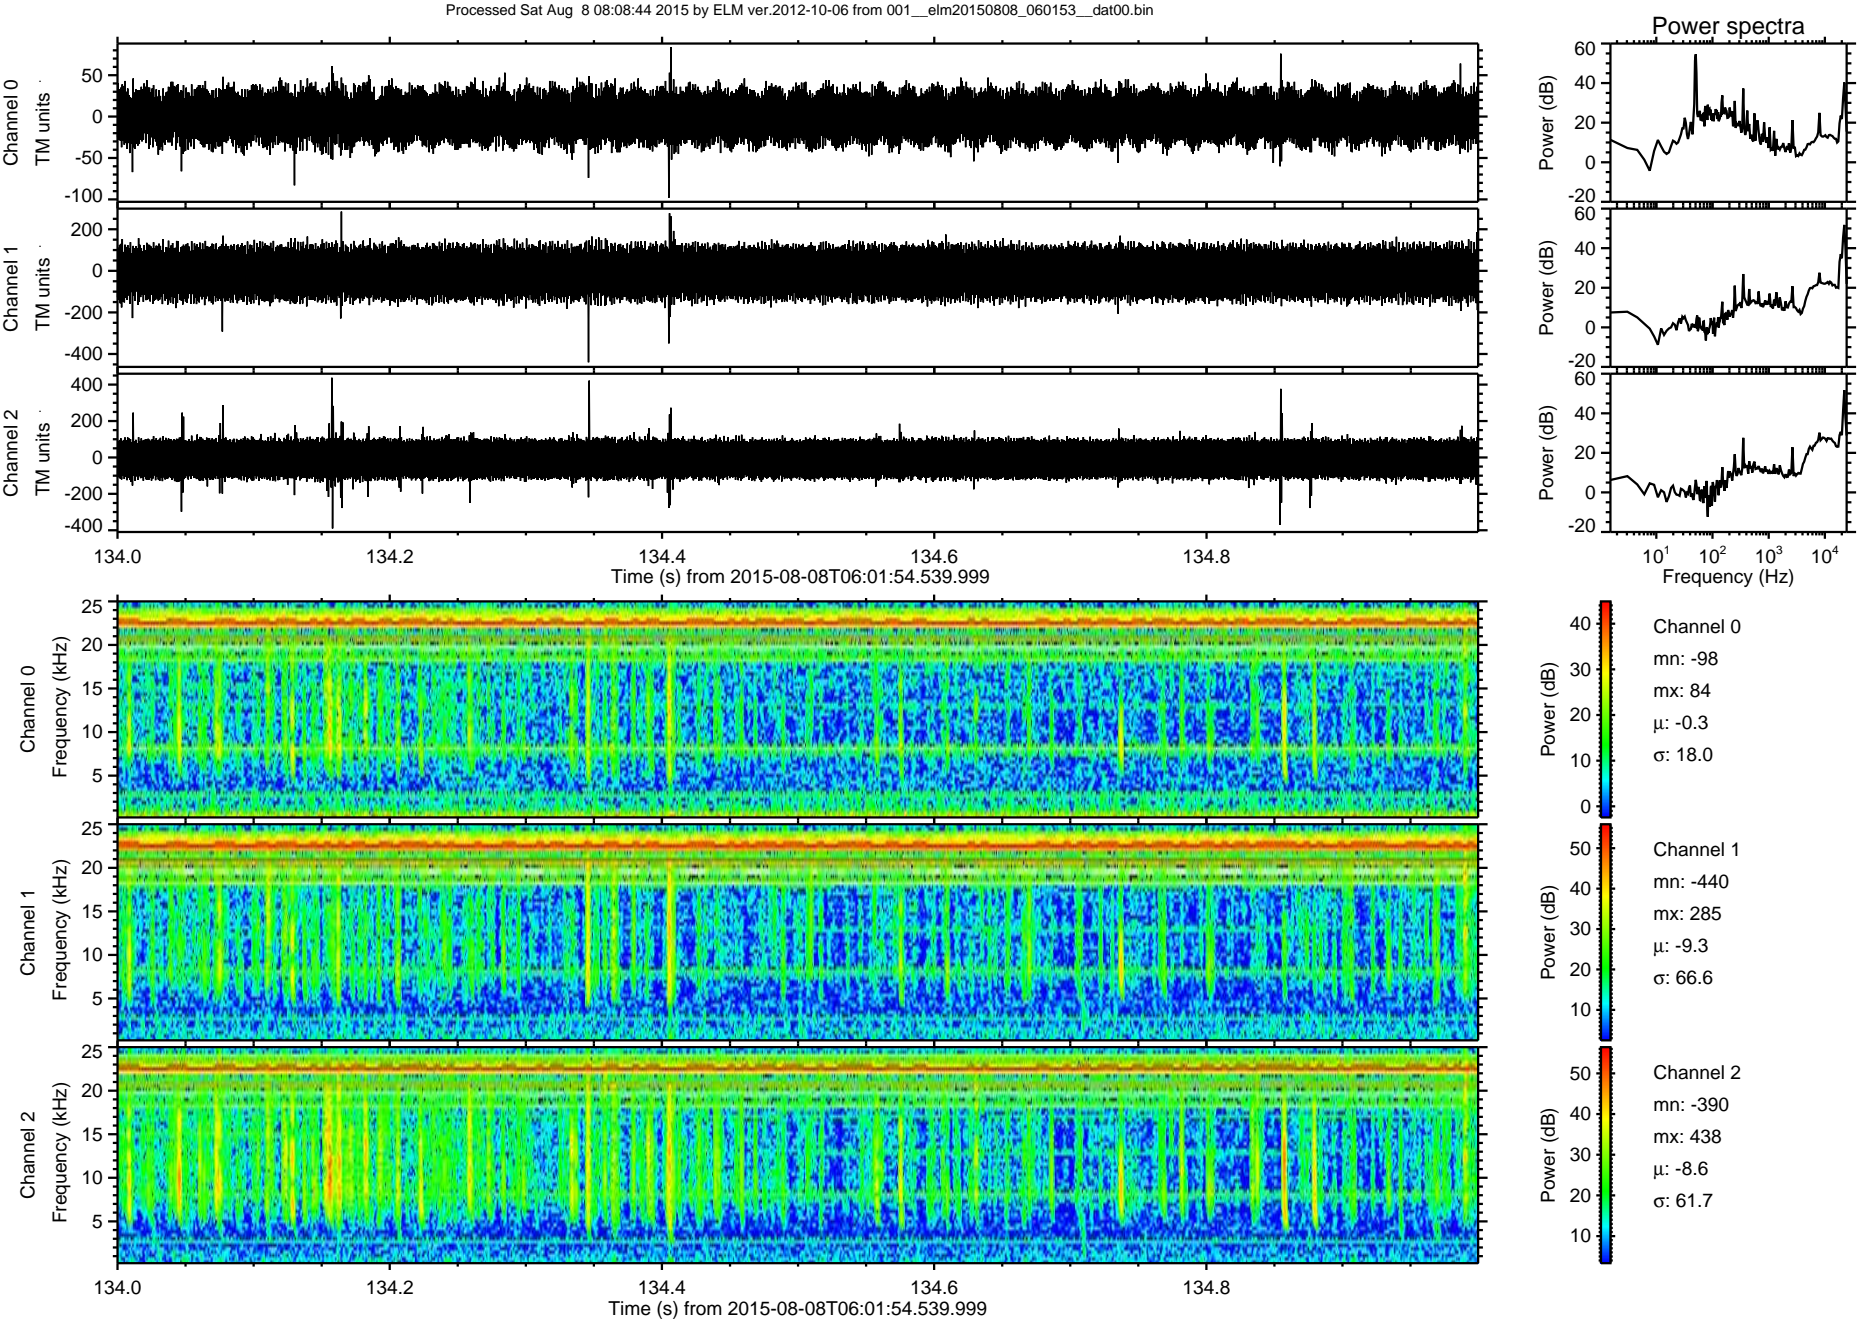 Processed Sat Aug  8 08:08:44 2015 by ELM ver.2012-10-06 from 001__elm20150808_060153__dat00.bin
Power spectra
Channel 0
TM units
50
0
-50
-100
Power (dB)
60
40
20
0
-20
Channel 1
TM units
200
0
-200
-400
Power (dB)
60
40
20
0
-20
Channel 2
TM units
400
200
0
-200
-400
Power (dB)
60
40
20
0
-20
134.0 134.2 134.4 134.6 134.8
Time (s) from 2015-08-08T06:01:54.539.999
10^1 10^2 10^3 10^4
Frequency (Hz)
Channel 0
Frequency (kHz)
25
20
15
10
5
Power (dB)
40
30
20
10
0
Channel 0
mn: -98
mx: 84
μ: -0.3
σ: 18.0
Channel 1
Frequency (kHz)
25
20
15
10
5
Power (dB)
50
40
30
20
10
Channel 1
mn: -440
mx: 285
μ: -9.3
σ: 66.6
Channel 2
Frequency (kHz)
25
20
15
10
5
Power (dB)
50
40
30
20
10
Channel 2
mn: -390
mx: 438
μ: -8.6
σ: 61.7
134.0 134.2 134.4 134.6 134.8
Time (s) from 2015-08-08T06:01:54.539.999